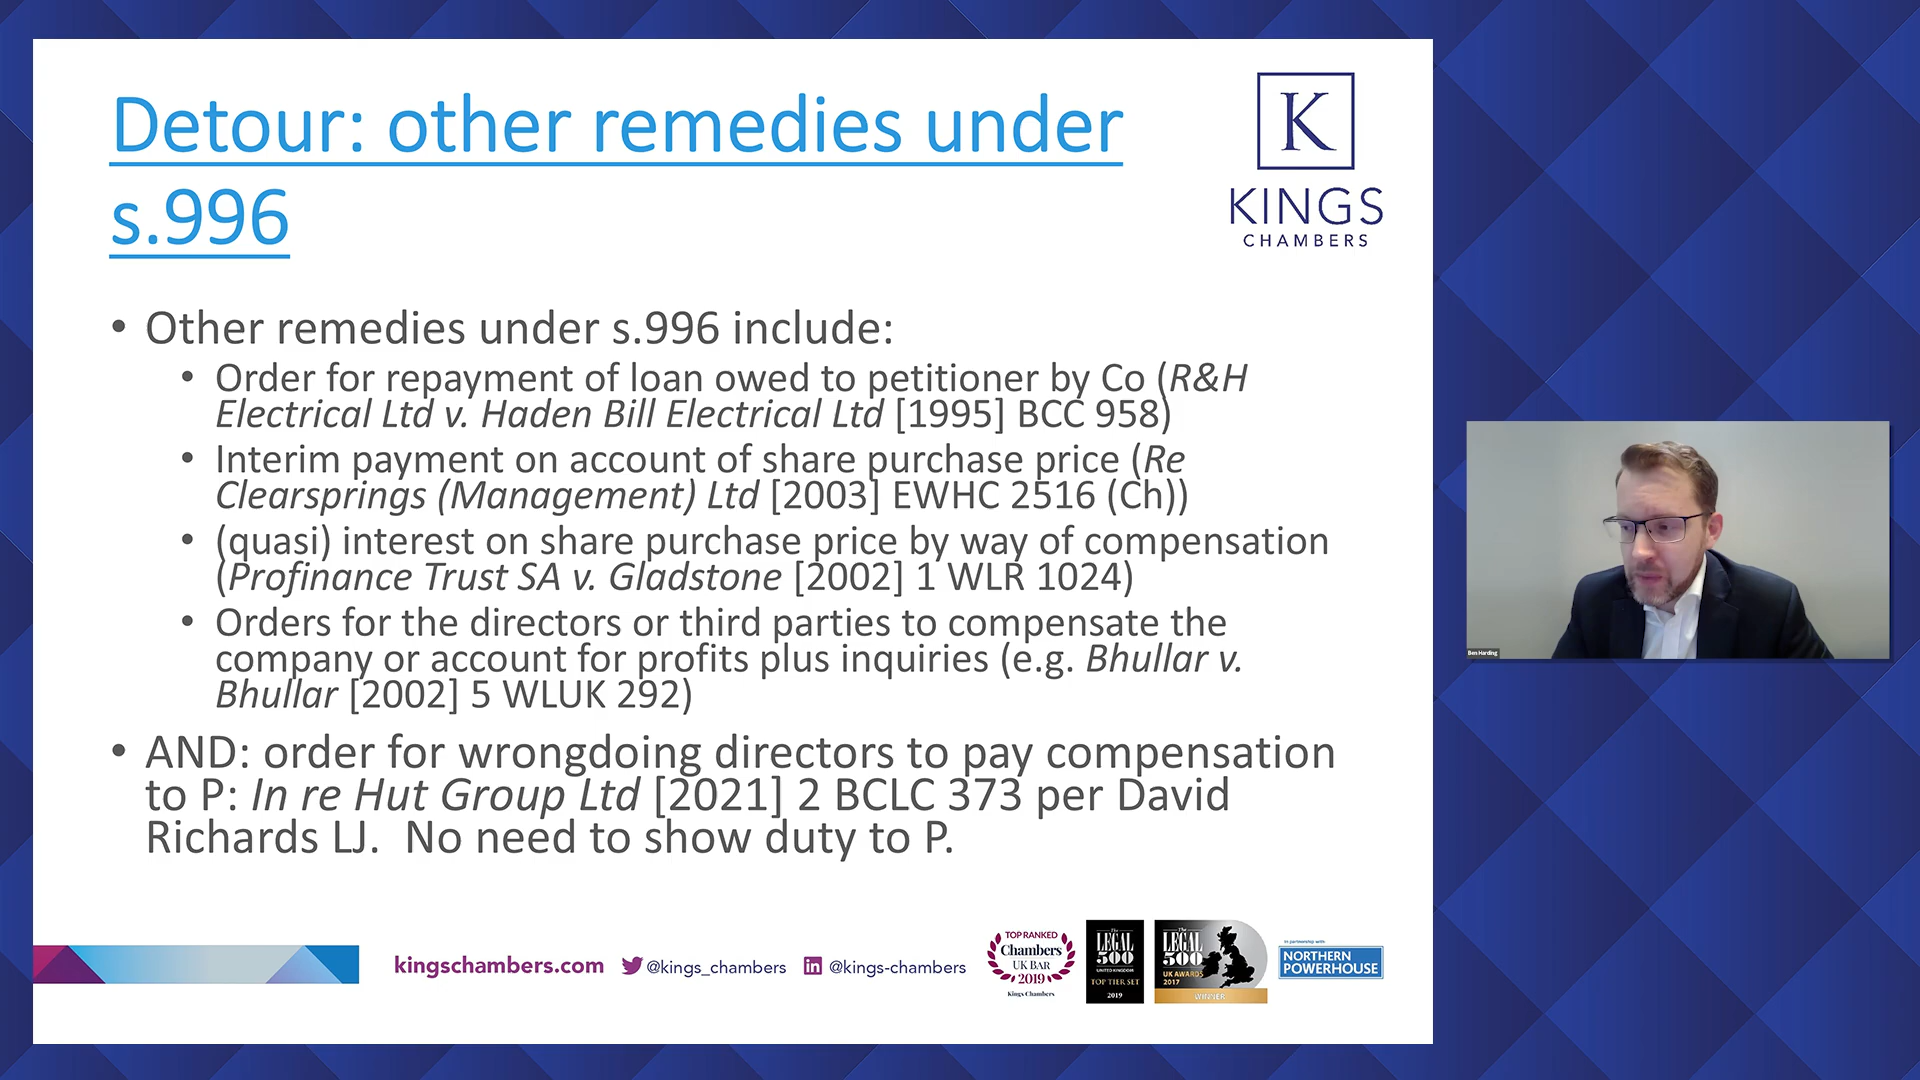 Detour: other remedies under
s.996
K
KINGS
CHAMBERS
• Other remedies under s.996 include:
• Order for repayment of loan owed to petitioner by Co (R&H
Electrical Ltd v. Haden Bill Electrical Ltd [1995] BCC 958)
• Interim payment on account of share purchase price (Re
Clearsprings (Management) Ltd [2003] EWHC 2516 (Ch))
• (quasi) interest on share purchase price by way of compensation
(Profinance Trust SA v. Gladstone [2002] 1 WLR 1024)
• Orders for the directors or third parties to compensate the
company or account for profits plus inquiries (e.g. Bhullar v.
Bhullar [2002] 5 WLUK 292)
• AND: order for wrongdoing directors to pay compensation
to P: In re Hut Group Ltd [2021] 2 BCLC 373 per David
Richards LJ.  No need to show duty to P.
Ben Harding
kingschambers.com
@kings_chambers
@kings-chambers
TOP RANKED
Chambers
UK BAR
2019
Kings Chambers
The
LEGAL
500
UNITED KINGDOM
TOP TIER SET
2019
The
LEGAL
500
UK AWARDS
2017
WINNER
In partnership with
NORTHERN
POWERHOUSE